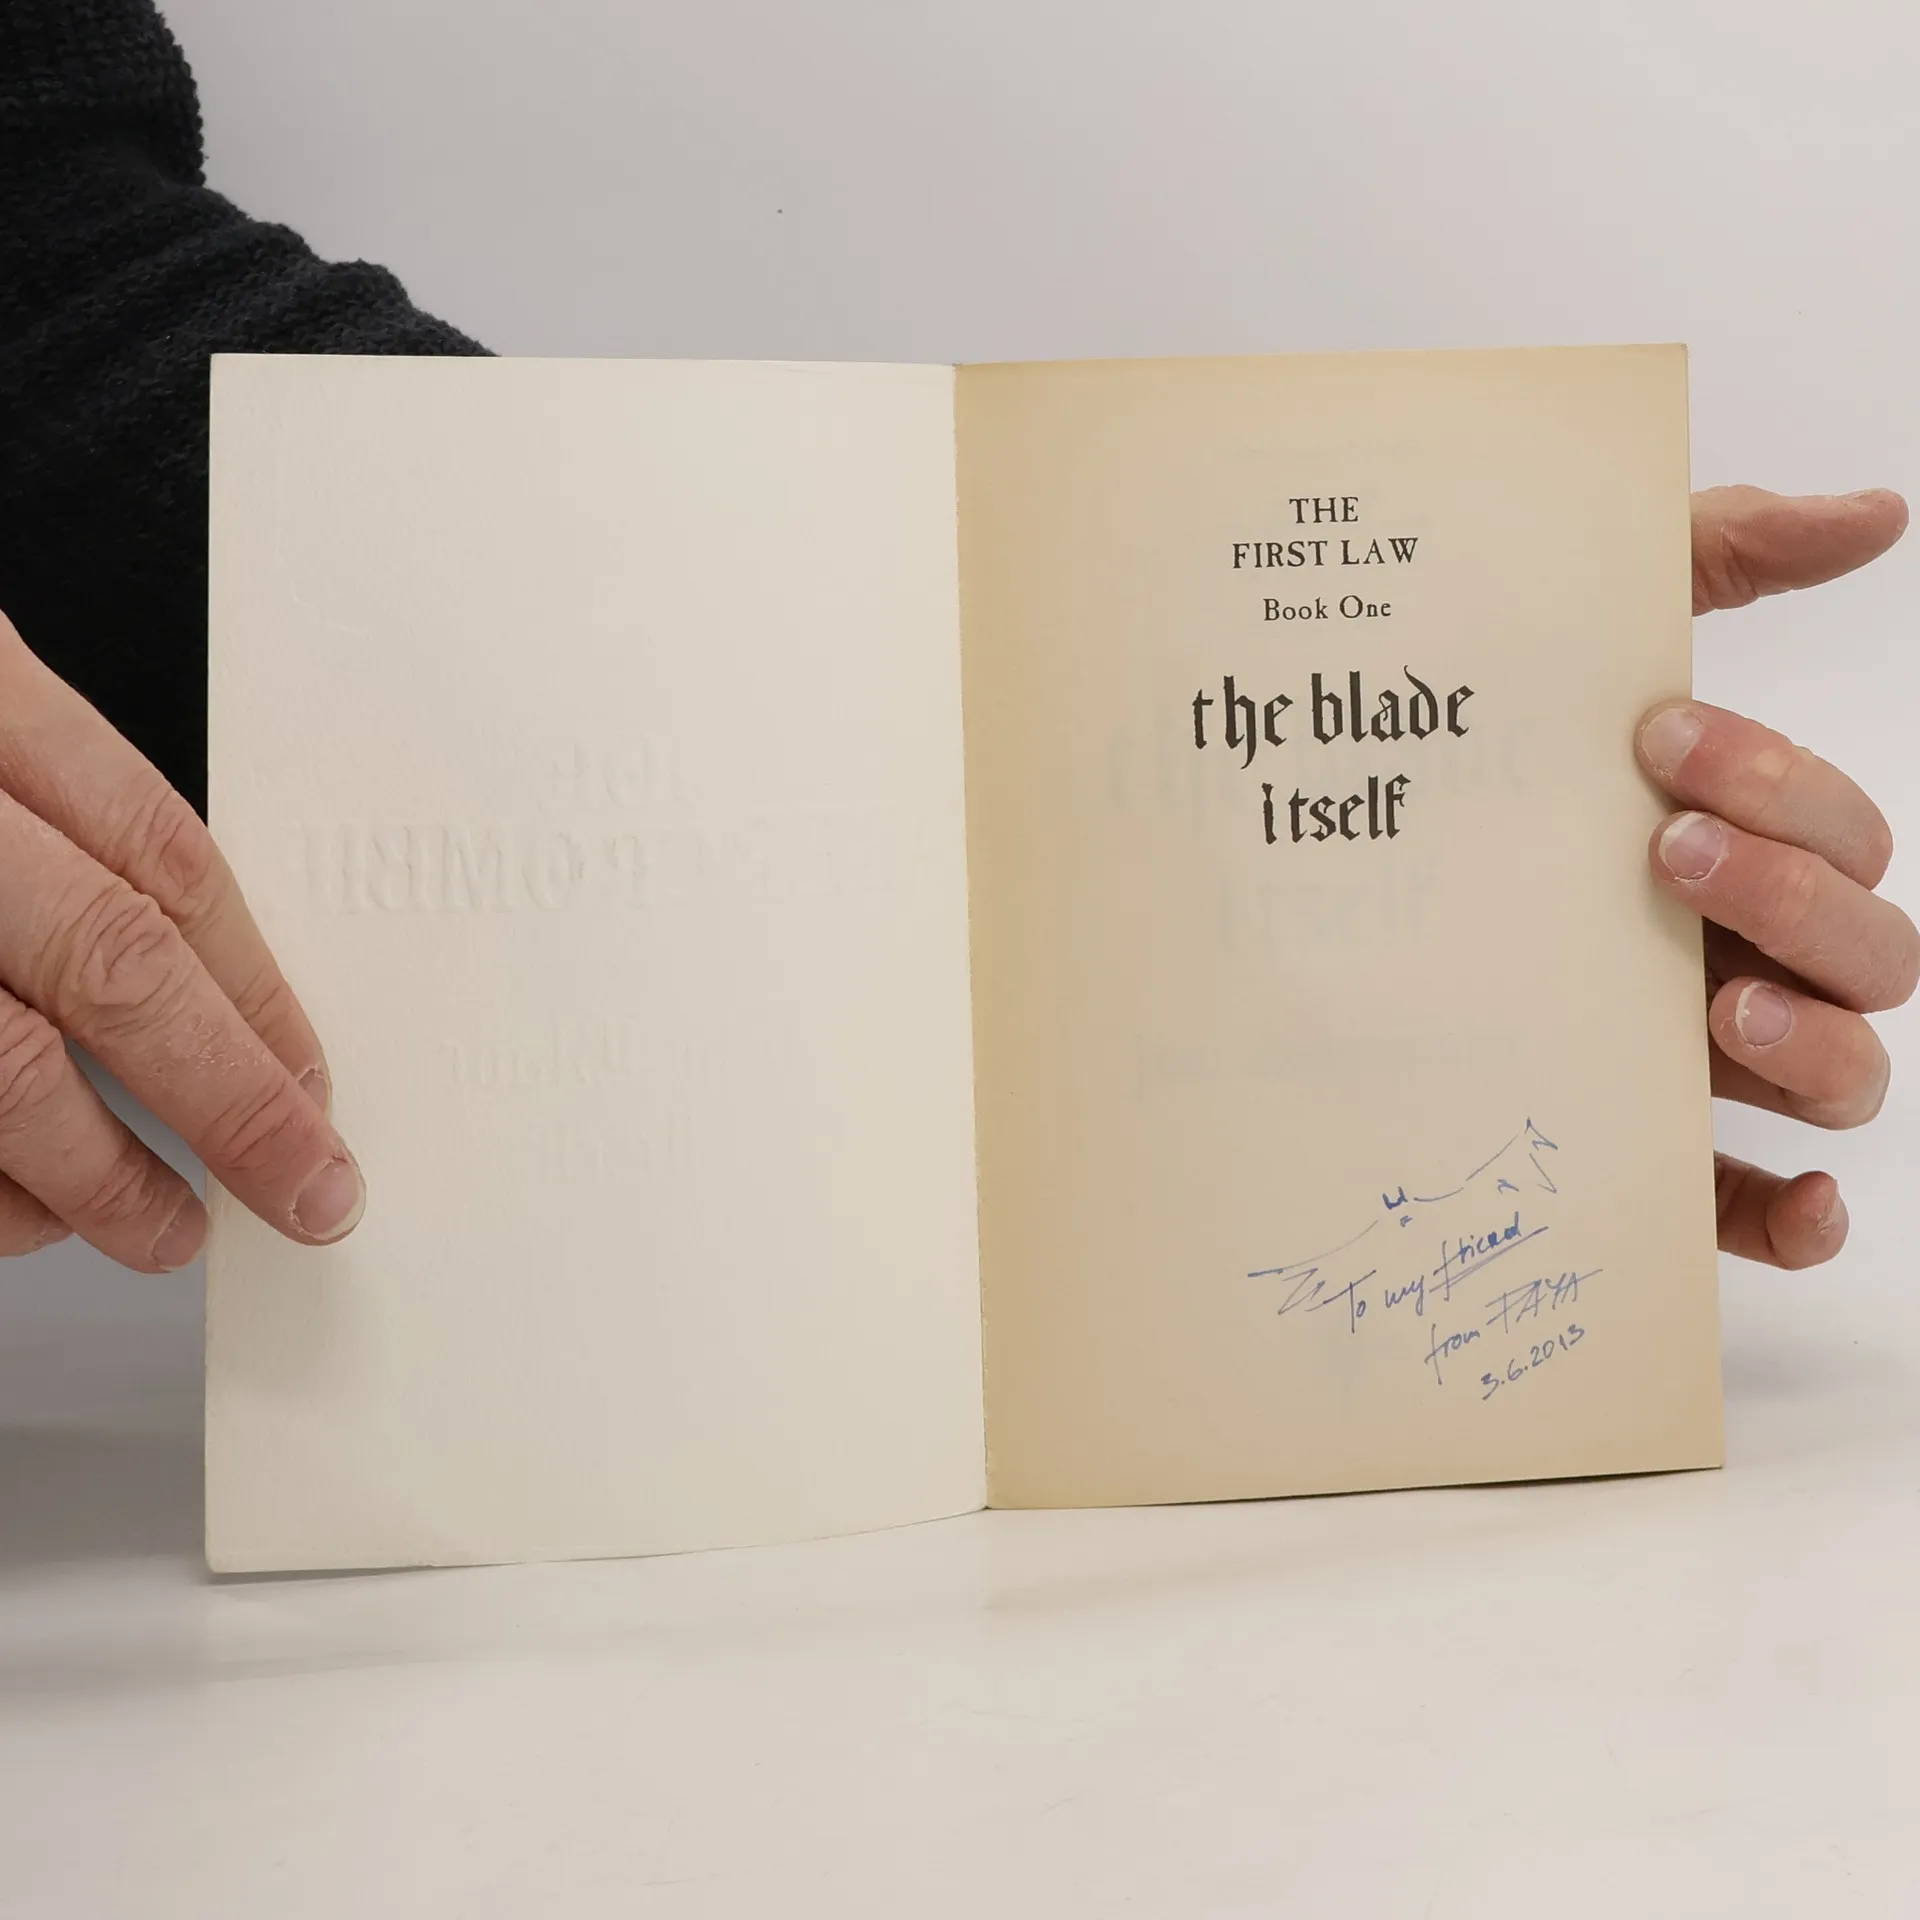 THE
FIRST LAW
Book One
the blade
itself
To my friend
from FAYA
3.6.2013